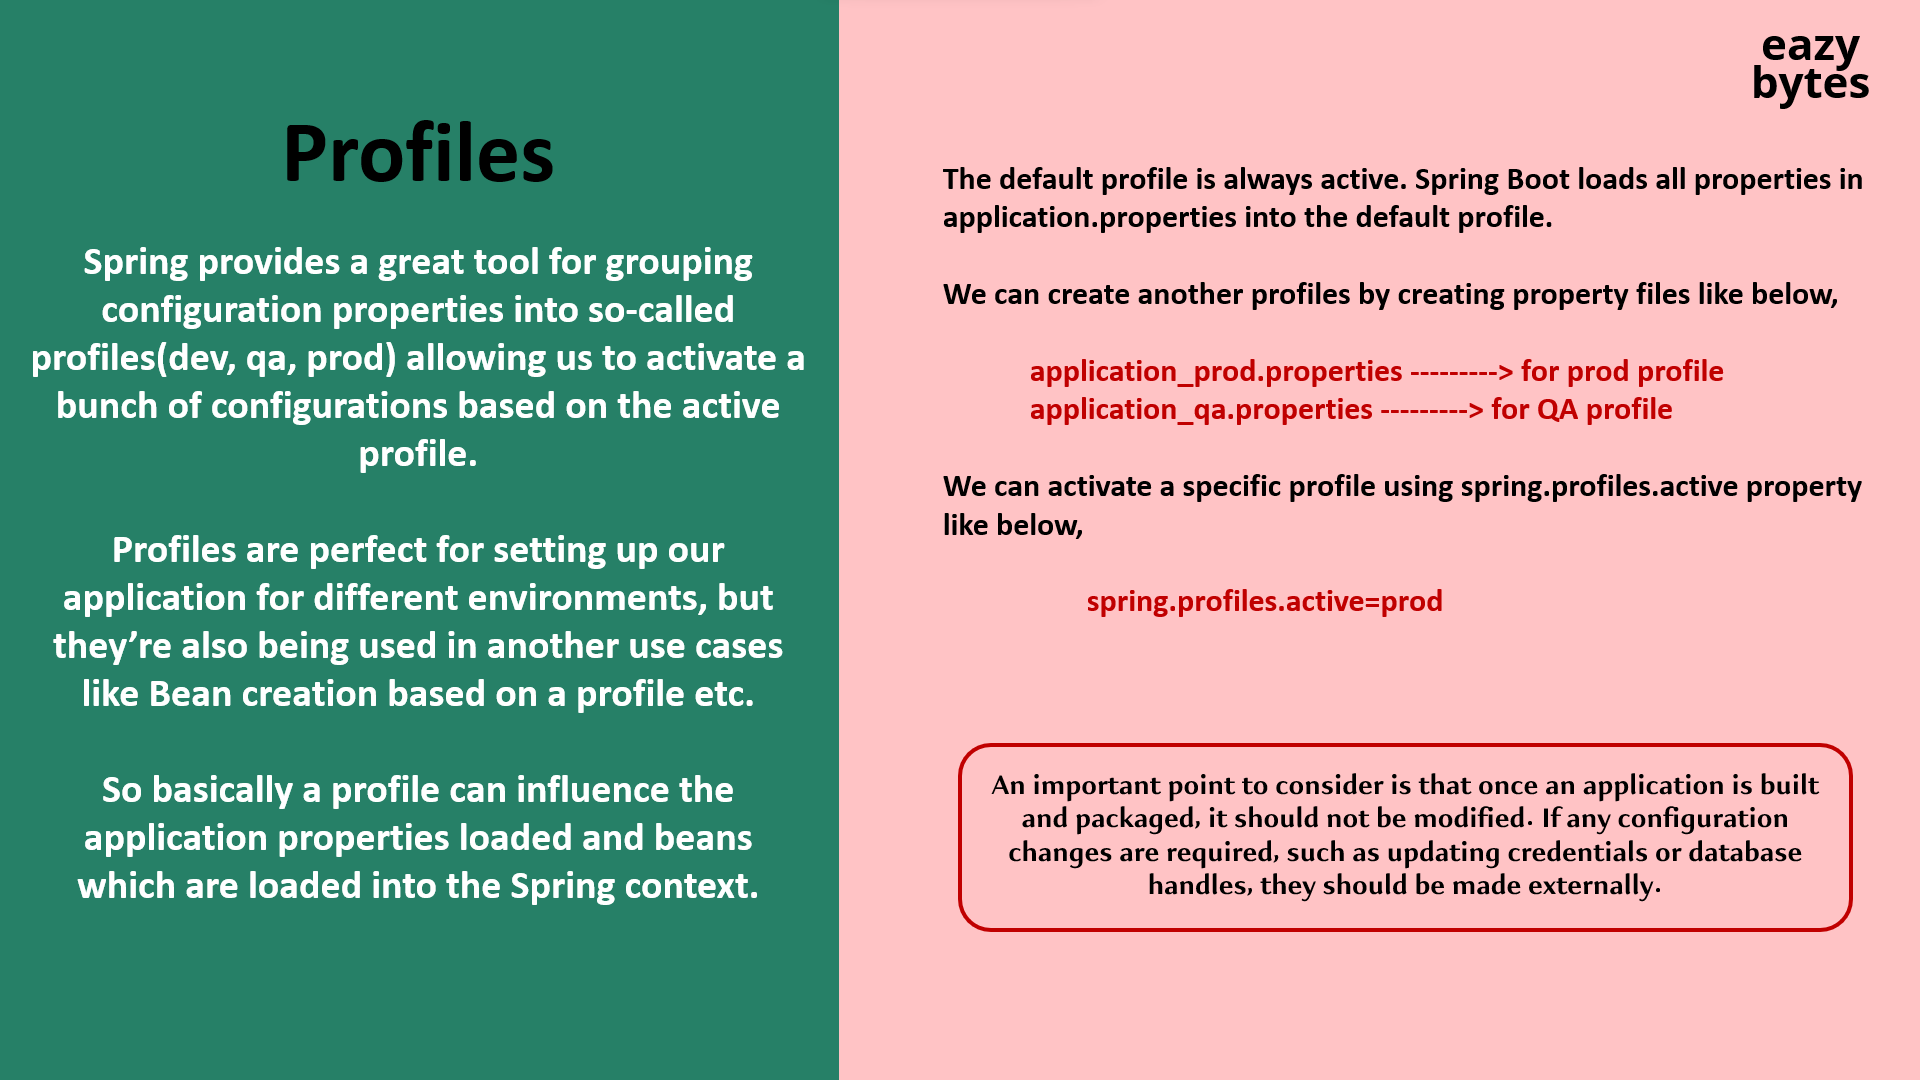 Profiles
Spring provides a great tool for grouping
configuration properties into so-called
profiles(dev, qa, prod) allowing us to activate a
bunch of configurations based on the active
profile.
Profiles are perfect for setting up our
application for different environments, but
they’re also being used in another use cases
like Bean creation based on a profile etc.
So basically a profile can influence the
application properties loaded and beans
which are loaded into the Spring context.
eazy
bytes
The default profile is always active. Spring Boot loads all properties in
application.properties into the default profile.
We can create another profiles by creating property files like below,
application_prod.properties ---------> for prod profile
application_qa.properties ---------> for QA profile
We can activate a specific profile using spring.profiles.active property
like below,
spring.profiles.active=prod
An important point to consider is that once an application is built
and packaged, it should not be modified. If any configuration
changes are required, such as updating credentials or database
handles, they should be made externally.